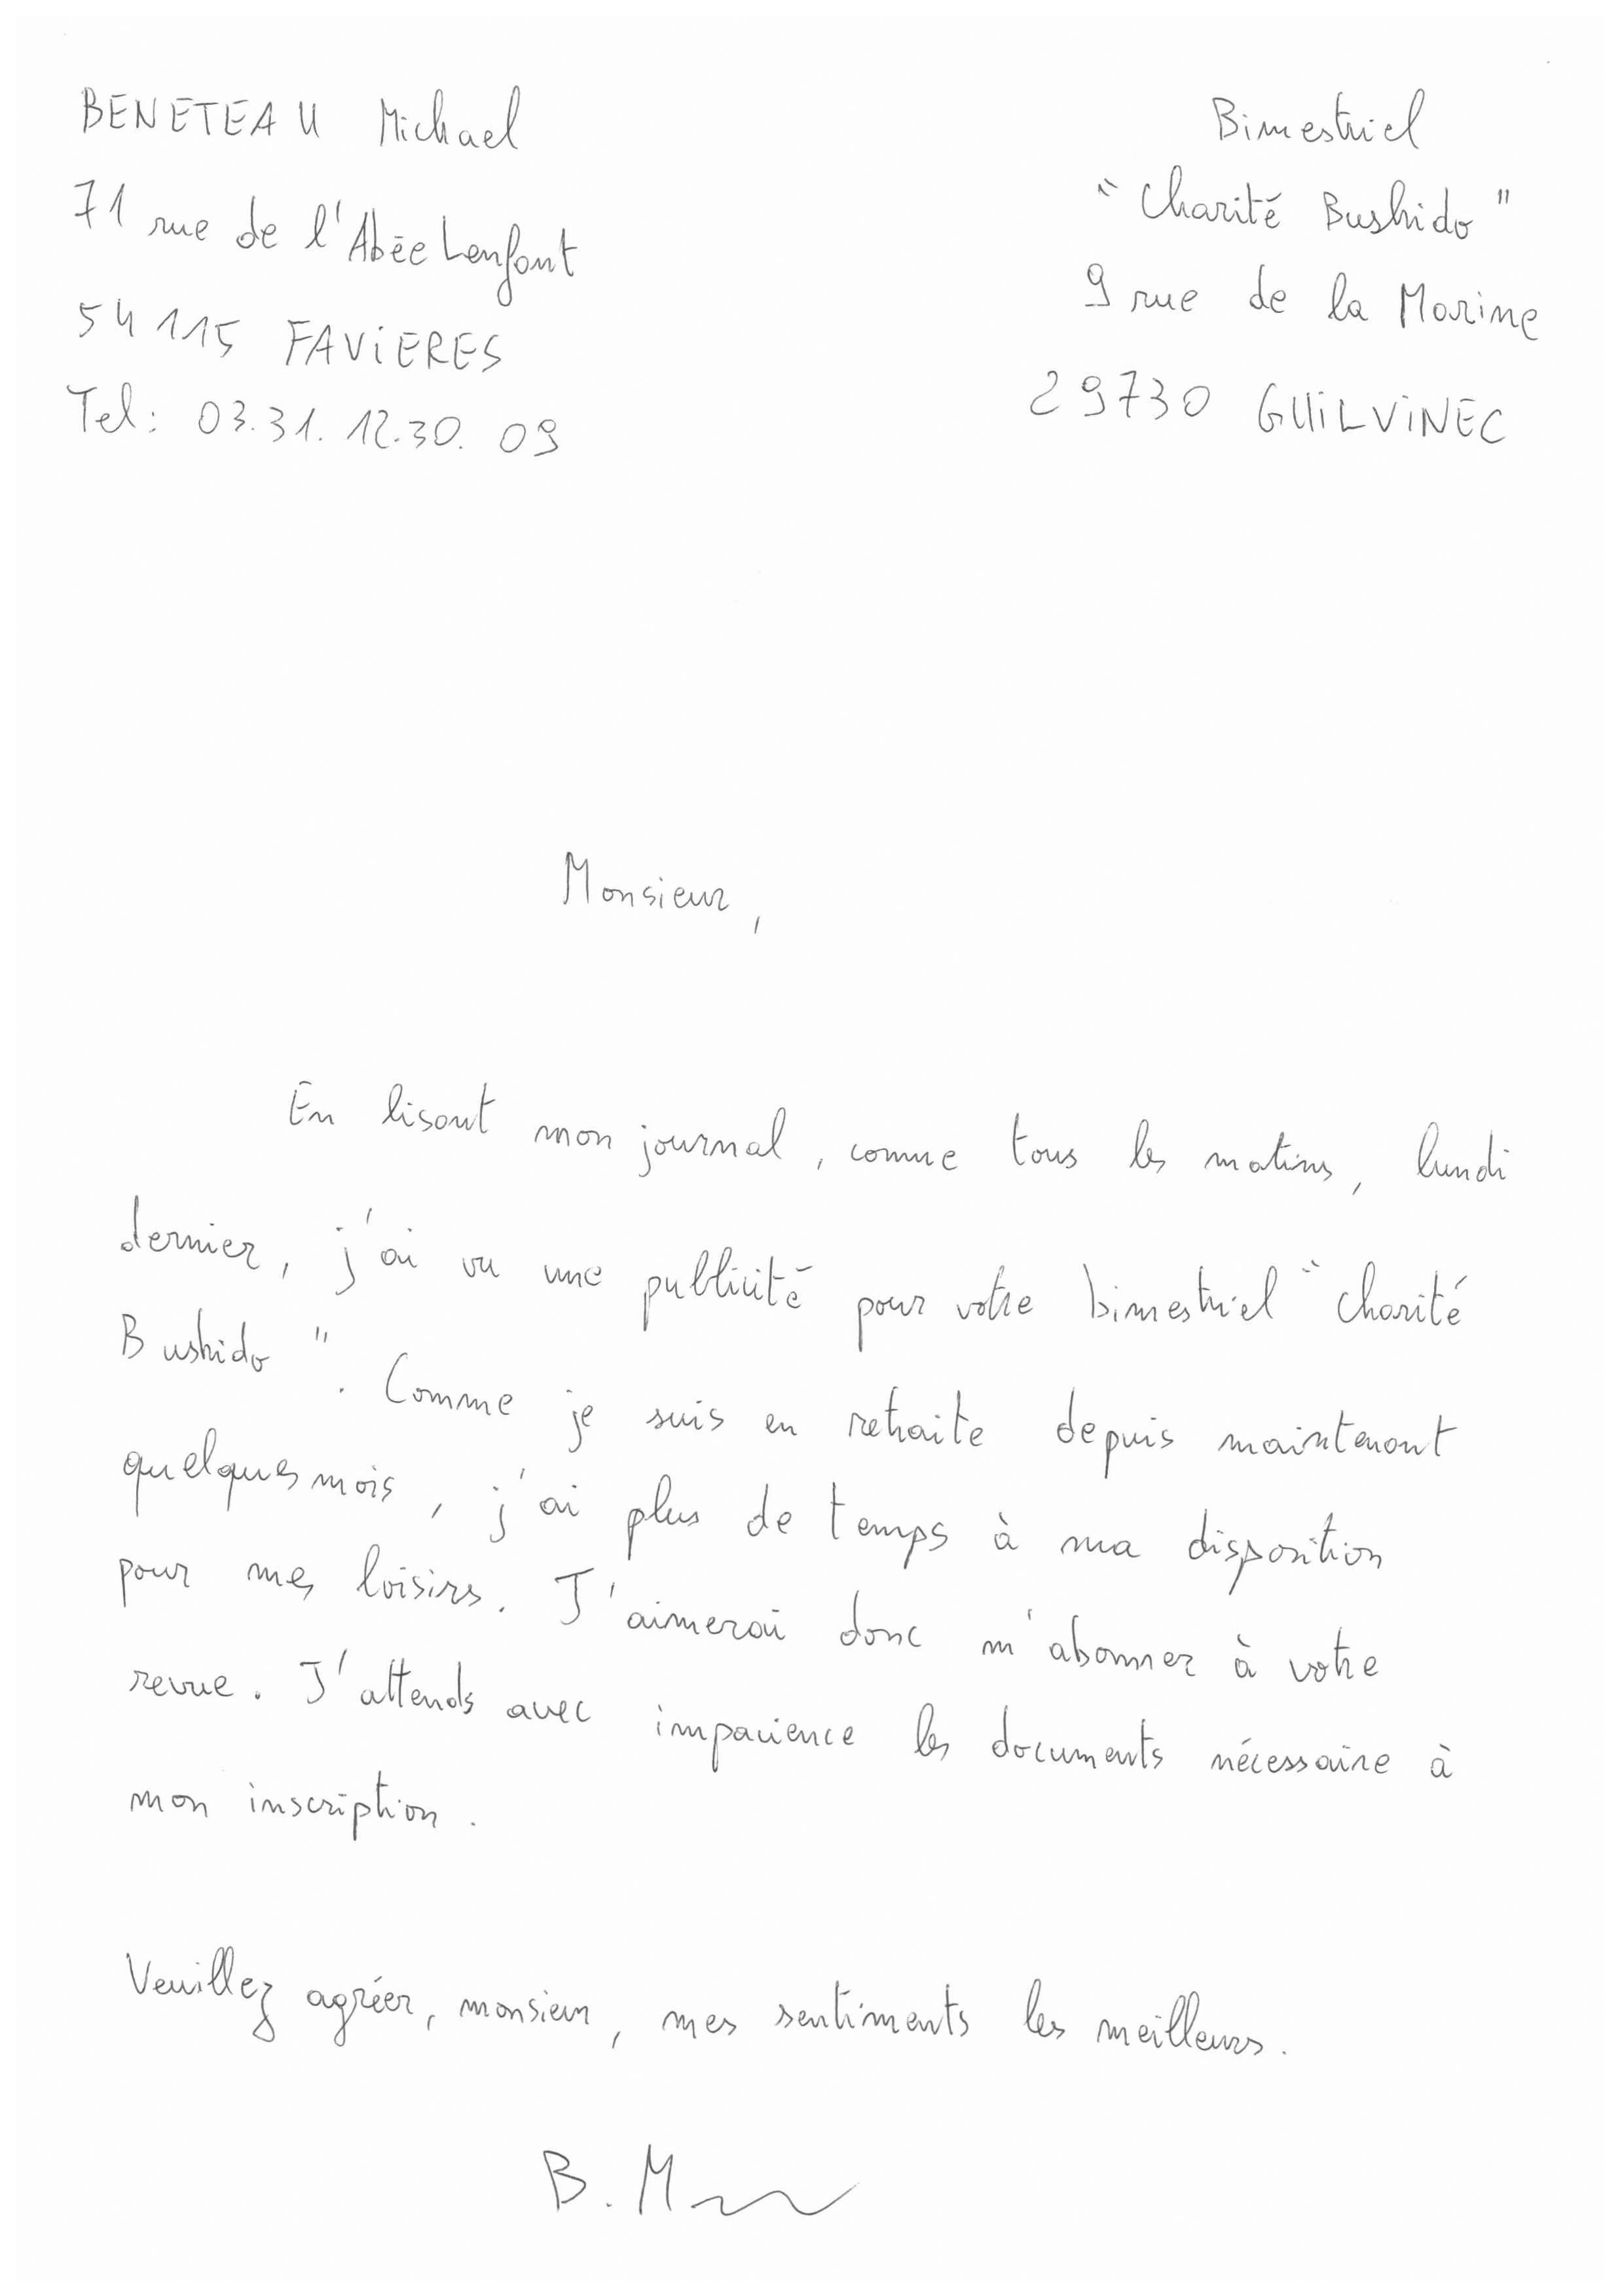 BENETEAU Michael
71 rue de l'Abée Lenfant
54115 FAViERES
Tel: 03.31.12.30.09
Bimestriel
"Charité Bushido"
9 rue de la Marine
29730 GUiLViNEC
Monsieur,
En lisant mon journal, comme tous les matins, lundi
dernier, j'ai vu une publicité pour votre bimestriel "charité
Bushido". Comme je suis en retraite depuis maintenant
quelques mois, j'ai plus de temps à ma disposition
pour mes loisirs. J'aimerai donc m'abonner à votre
revue. J'attends avec impacience les documents nécessaire à
mon inscription.
Veuillez agréer, monsieur, mes sentiments les meilleurs.
B.M